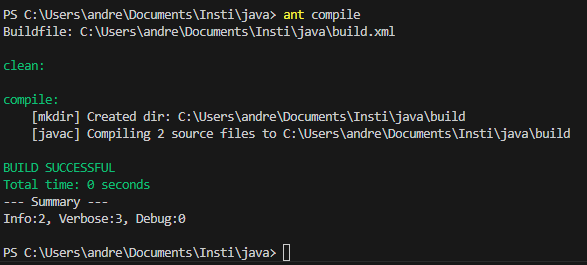 PS C:\Users\andre\Documents\Insti\java> ant compile
Buildfile: C:\Users\andre\Documents\Insti\java\build.xml
clean:
compile:
[mkdir] Created dir: C:\Users\andre\Documents\Insti\java\build
[javac] Compiling 2 source files to C:\Users\andre\Documents\Insti\java\build
BUILD SUCCESSFUL
Total time: 0 seconds
--- Summary ---
Info:2, Verbose:3, Debug:0
PS C:\Users\andre\Documents\Insti\java>